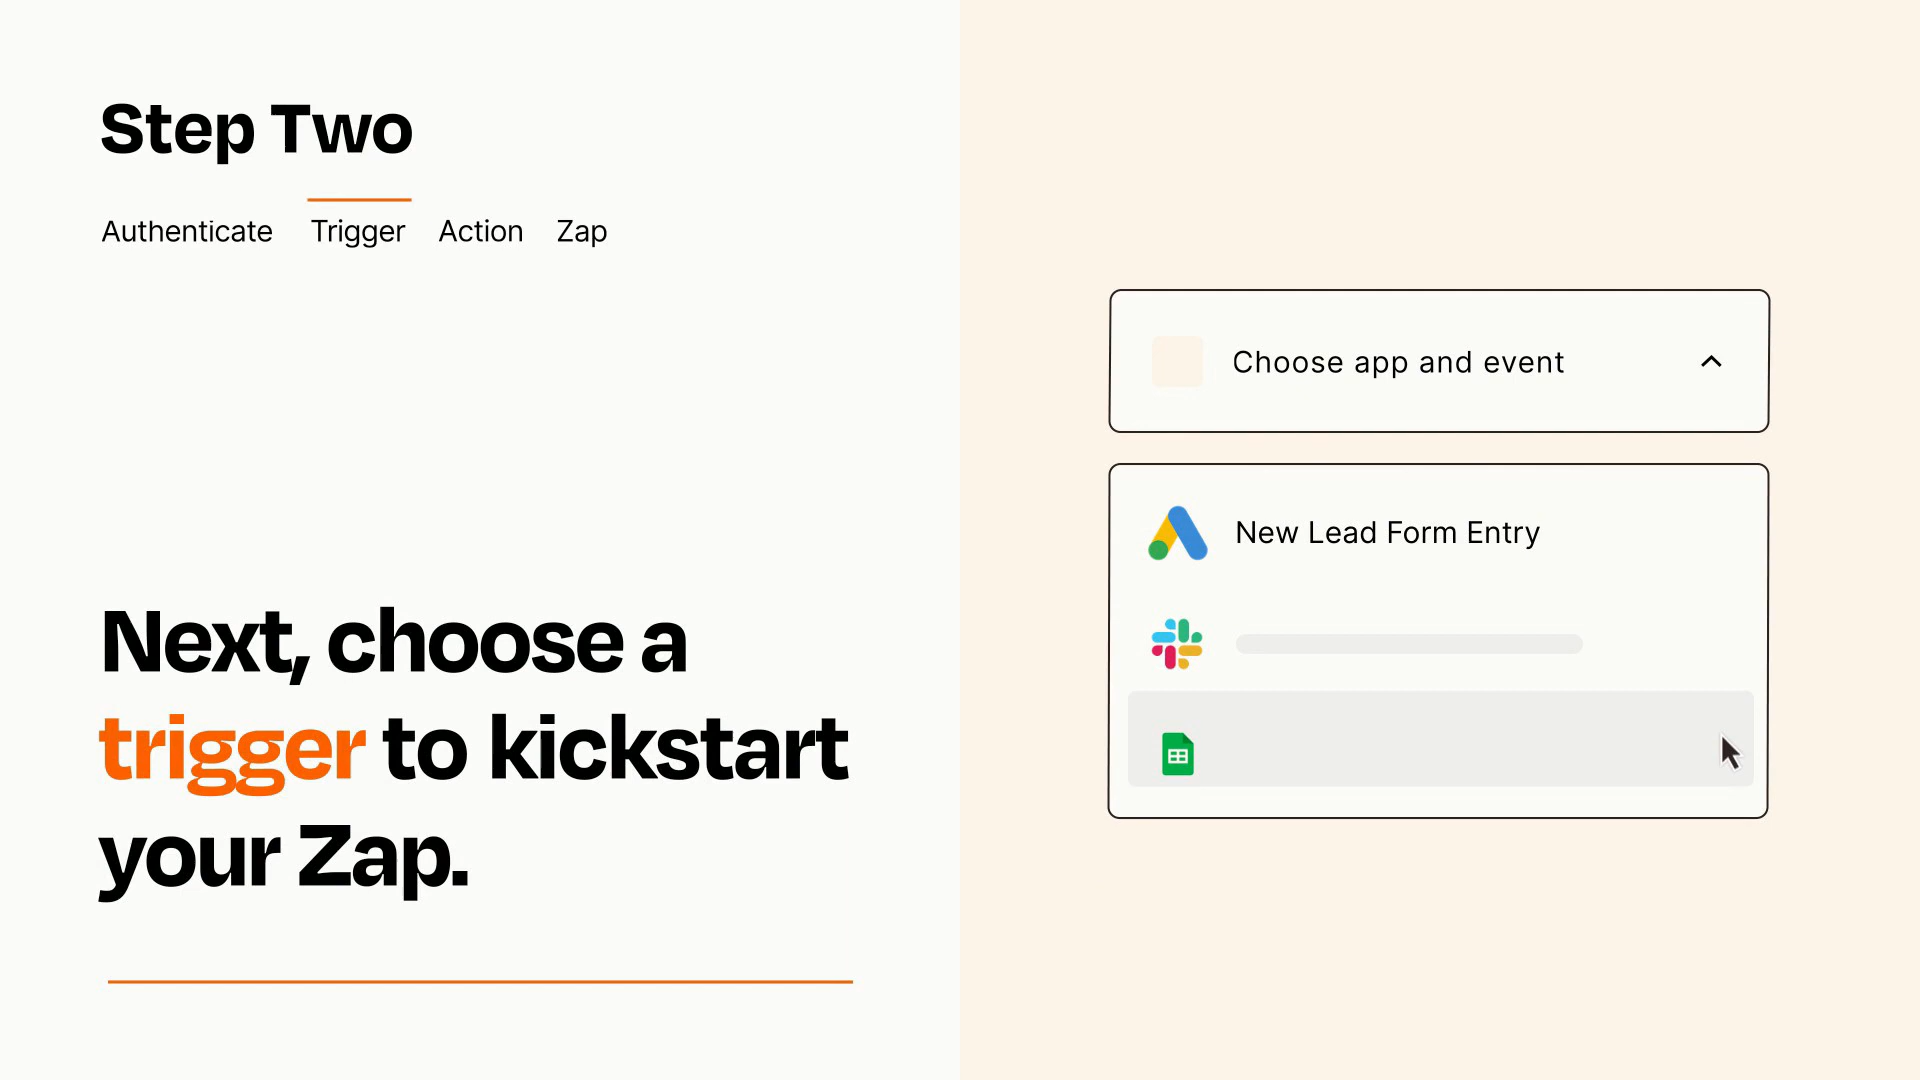 Step Two
Authenticate Trigger Action Zap
Next, choose a
trigger to kickstart
your Zap.
Choose app and event
New Lead Form Entry